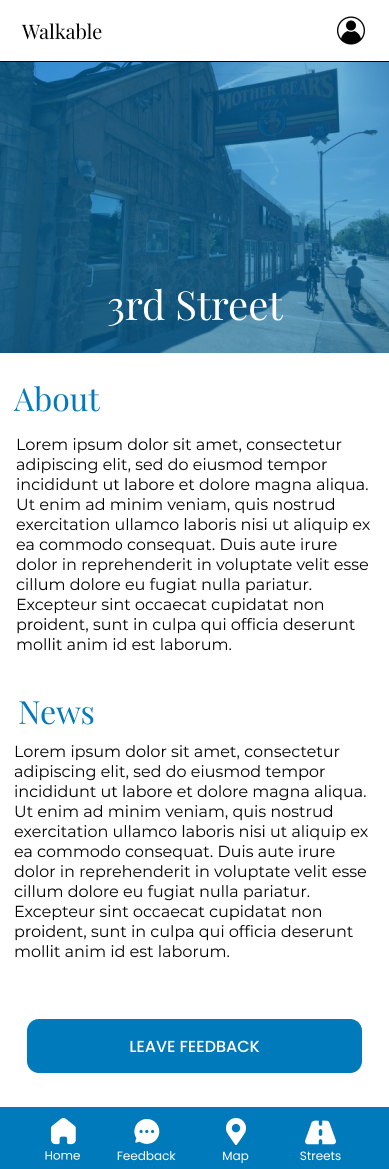 Walkable
MOTHER BEAR'S
PIZZA
3rd Street
About
Lorem ipsum dolor sit amet, consectetur
adipiscing elit, sed do eiusmod tempor
incididunt ut labore et dolore magna aliqua.
Ut enim ad minim veniam, quis nostrud
exercitation ullamco laboris nisi ut aliquip ex
ea commodo consequat. Duis aute irure
dolor in reprehenderit in voluptate velit esse
cillum dolore eu fugiat nulla pariatur.
Excepteur sint occaecat cupidatat non
proident, sunt in culpa qui officia deserunt
mollit anim id est laborum.
News
Lorem ipsum dolor sit amet, consectetur
adipiscing elit, sed do eiusmod tempor
incididunt ut labore et dolore magna aliqua.
Ut enim ad minim veniam, quis nostrud
exercitation ullamco laboris nisi ut aliquip ex
ea commodo consequat. Duis aute irure
dolor in reprehenderit in voluptate velit esse
cillum dolore eu fugiat nulla pariatur.
Excepteur sint occaecat cupidatat non
proident, sunt in culpa qui officia deserunt
mollit anim id est laborum.
LEAVE FEEDBACK
Home
Feedback
Map
Streets